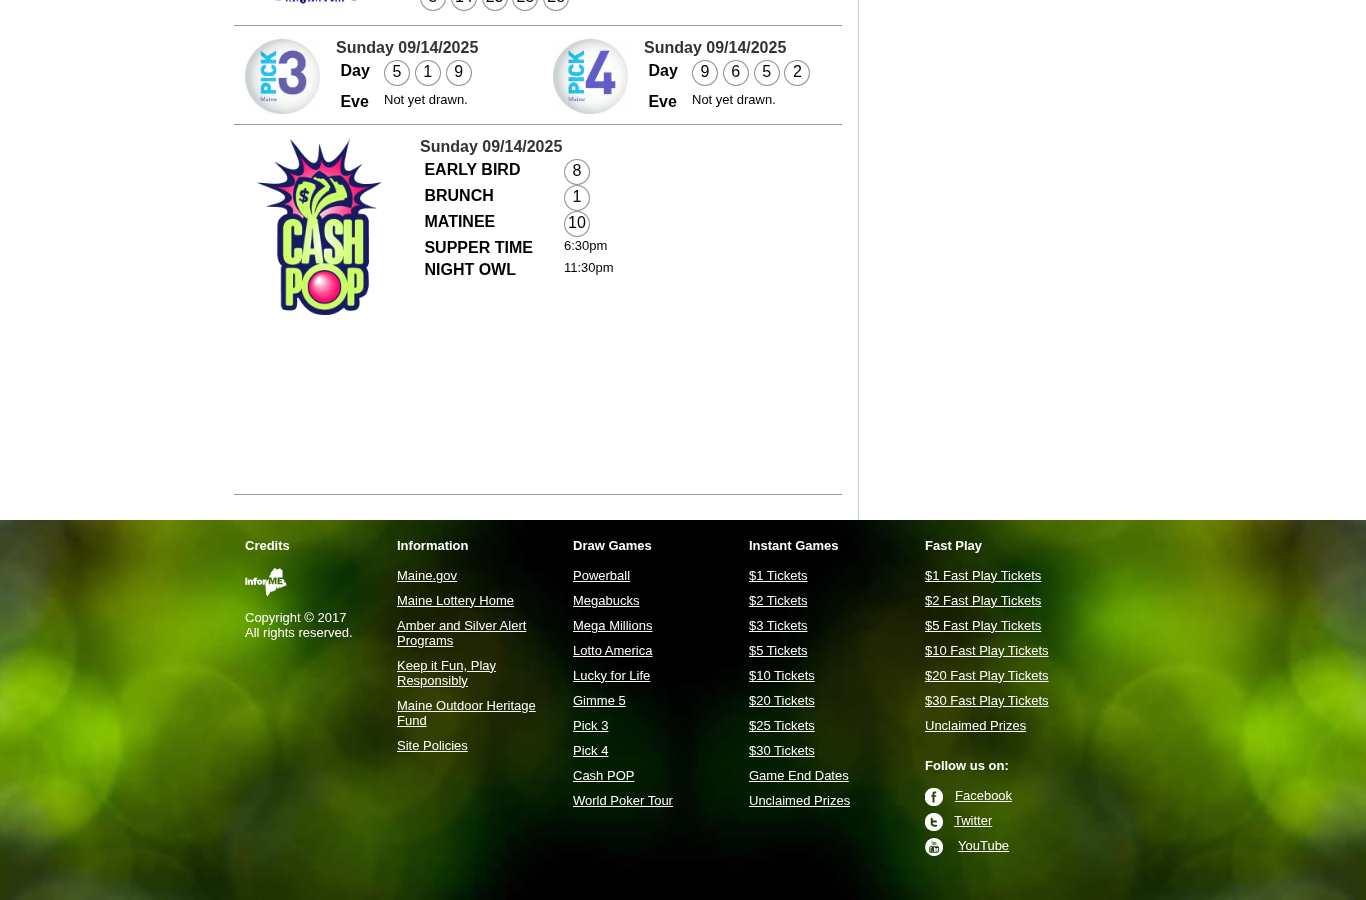 Sunday 09/14/2025
Day 5 1 9
Eve Not yet drawn.
PICK 3
Maine
Sunday 09/14/2025
Day 9 6 5 2
Eve Not yet drawn.
PICK 4
Maine
$
CASH
POP
Sunday 09/14/2025
EARLY BIRD 8
BRUNCH 1
MATINEE 10
SUPPER TIME 6:30pm
NIGHT OWL 11:30pm
Credits
inforME
Copyright © 2017
All rights reserved.
Information
Maine.gov
Maine Lottery Home
Amber and Silver Alert
Programs
Keep it Fun, Play
Responsibly
Maine Outdoor Heritage
Fund
Site Policies
Draw Games
Powerball
Megabucks
Mega Millions
Lotto America
Lucky for Life
Gimme 5
Pick 3
Pick 4
Cash POP
World Poker Tour
Instant Games
$1 Tickets
$2 Tickets
$3 Tickets
$5 Tickets
$10 Tickets
$20 Tickets
$25 Tickets
$30 Tickets
Game End Dates
Unclaimed Prizes
Fast Play
$1 Fast Play Tickets
$2 Fast Play Tickets
$5 Fast Play Tickets
$10 Fast Play Tickets
$20 Fast Play Tickets
$30 Fast Play Tickets
Unclaimed Prizes
Follow us on:
Facebook
Twitter
YouTube